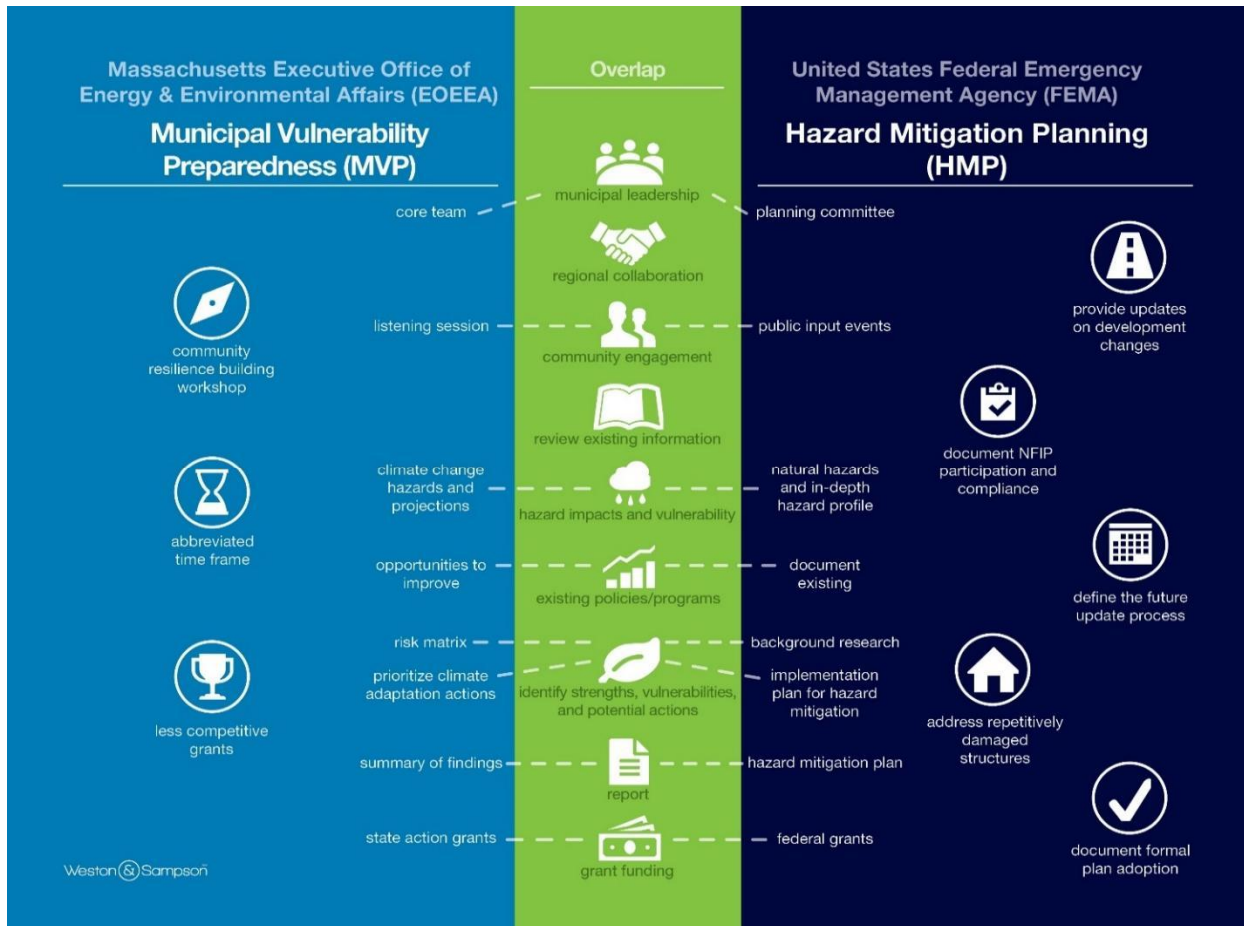 Massachusetts Executive Office of
Energy & Environmental Affairs (EOEEA)
Municipal Vulnerability
Preparedness (MVP)
core team
listening session
climate change
hazards and
projections
opportunities to
improve
risk matrix
prioritize climate
adaptation actions
summary of findings
state action grants
community
resilience building
workshop
abbreviated
time frame
less competitive
grants
Weston&Sampson
Overlap
municipal leadership
regional collaboration
community engagement
review existing information
hazard impacts and vulnerability
existing policies/programs
identify strengths, vulnerabilities,
and potential actions
report
grant funding
United States Federal Emergency
Management Agency (FEMA)
Hazard Mitigation Planning
(HMP)
planning committee
public input events
natural hazards
and in-depth
hazard profile
document
existing
background research
implementation
plan for hazard
mitigation
hazard mitigation plan
federal grants
provide updates
on development
changes
document NFIP
participation and
compliance
define the future
update process
address repetitively
damaged
structures
document formal
plan adoption